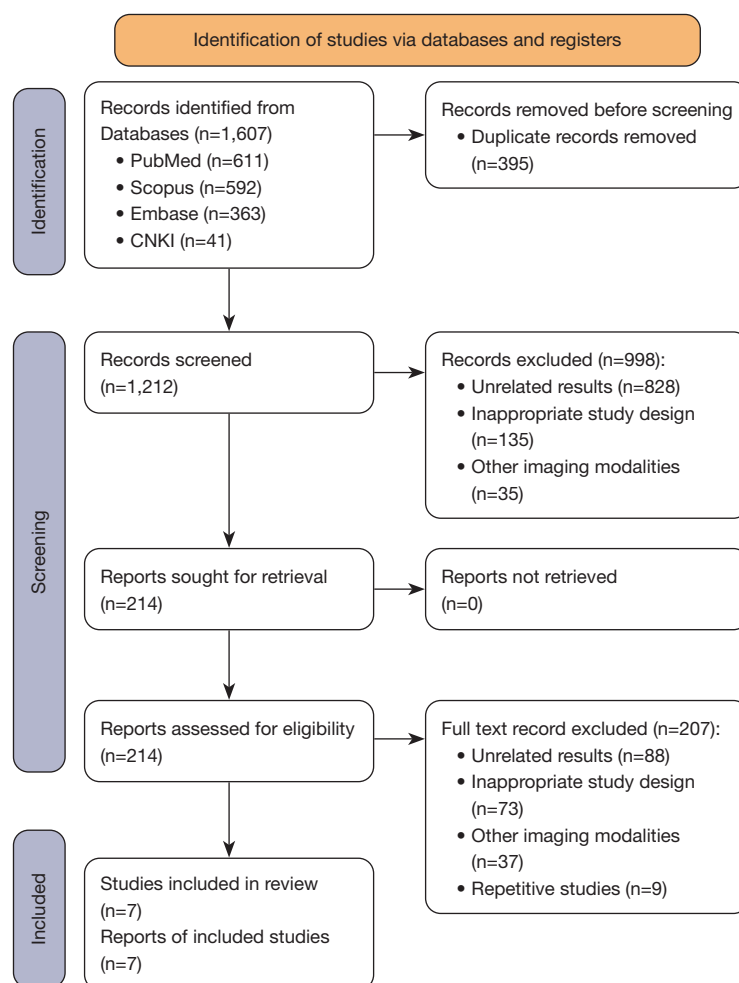 Identification of studies via databases and registers
Identification
Records identified from
Databases (n=1,607)
• PubMed (n=611)
• Scopus (n=592)
• Embase (n=363)
• CNKI (n=41)
Records removed before screening
• Duplicate records removed
(n=395)
Screening
Records screened
(n=1,212)
Records excluded (n=998):
• Unrelated results (n=828)
• Inappropriate study design
(n=135)
• Other imaging modalities
(n=35)
Reports sought for retrieval
(n=214)
Reports not retrieved
(n=0)
Reports assessed for eligibility
(n=214)
Full text record excluded (n=207):
• Unrelated results (n=88)
• Inappropriate study design
(n=73)
• Other imaging modalities
(n=37)
• Repetitive studies (n=9)
Included
Studies included in review
(n=7)
Reports of included studies
(n=7)